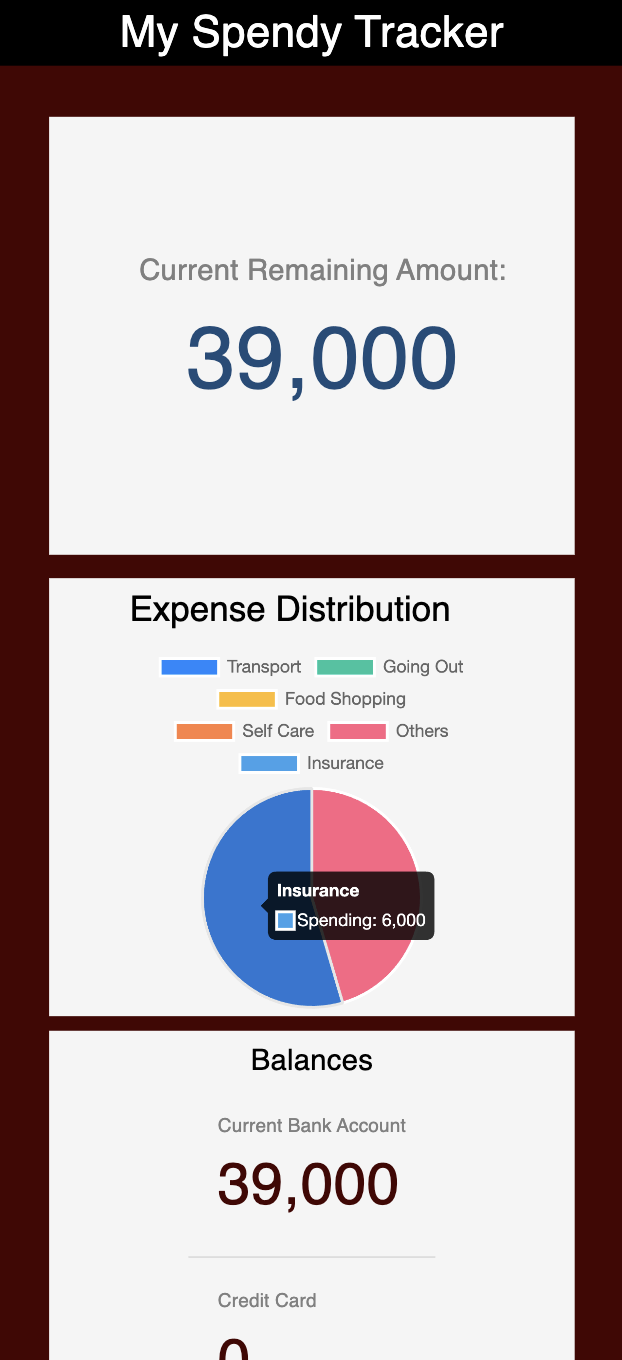 My Spendy Tracker
Current Remaining Amount:
39,000
Expense Distribution
Transport Going Out
Food Shopping
Self Care Others
Insurance
Insurance
Spending: 6,000
Balances
Current Bank Account
39,000
Credit Card
0